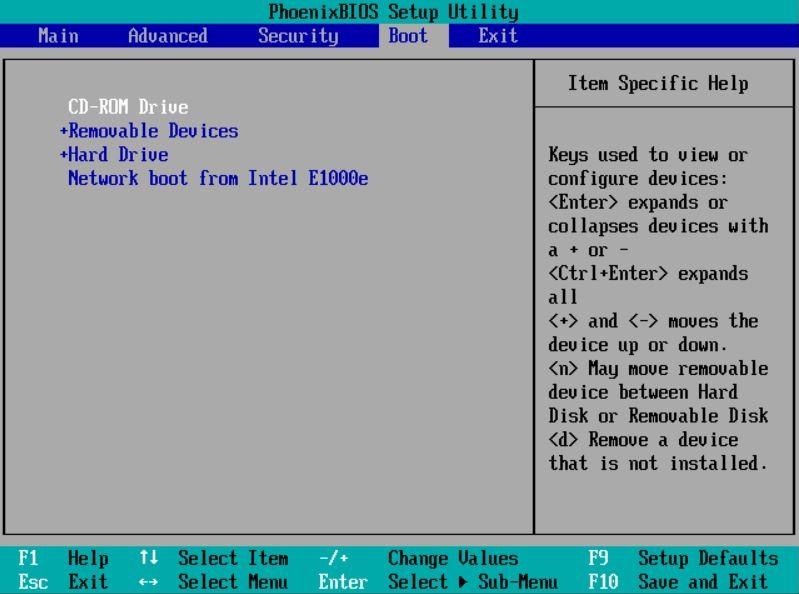 PhoenixBIOS Setup Utility
Main Advanced Security Boot Exit
CD-ROM Drive
+Removable Devices
+Hard Drive
Network boot from Intel E1000e
Item Specific Help
Keys used to view or
configure devices:
<Enter> expands or
collapses devices with
a + or -
<Ctrl+Enter> expands
all
<+> and <-> moves the
device up or down.
<n> May move removable
device between Hard
Disk or Removable Disk
<d> Remove a device
that is not installed.
F1 Help ↑↓ Select Item -/+ Change Values F9 Setup Defaults
Esc Exit ↔ Select Menu Enter Select ▶ Sub-Menu F10 Save and Exit